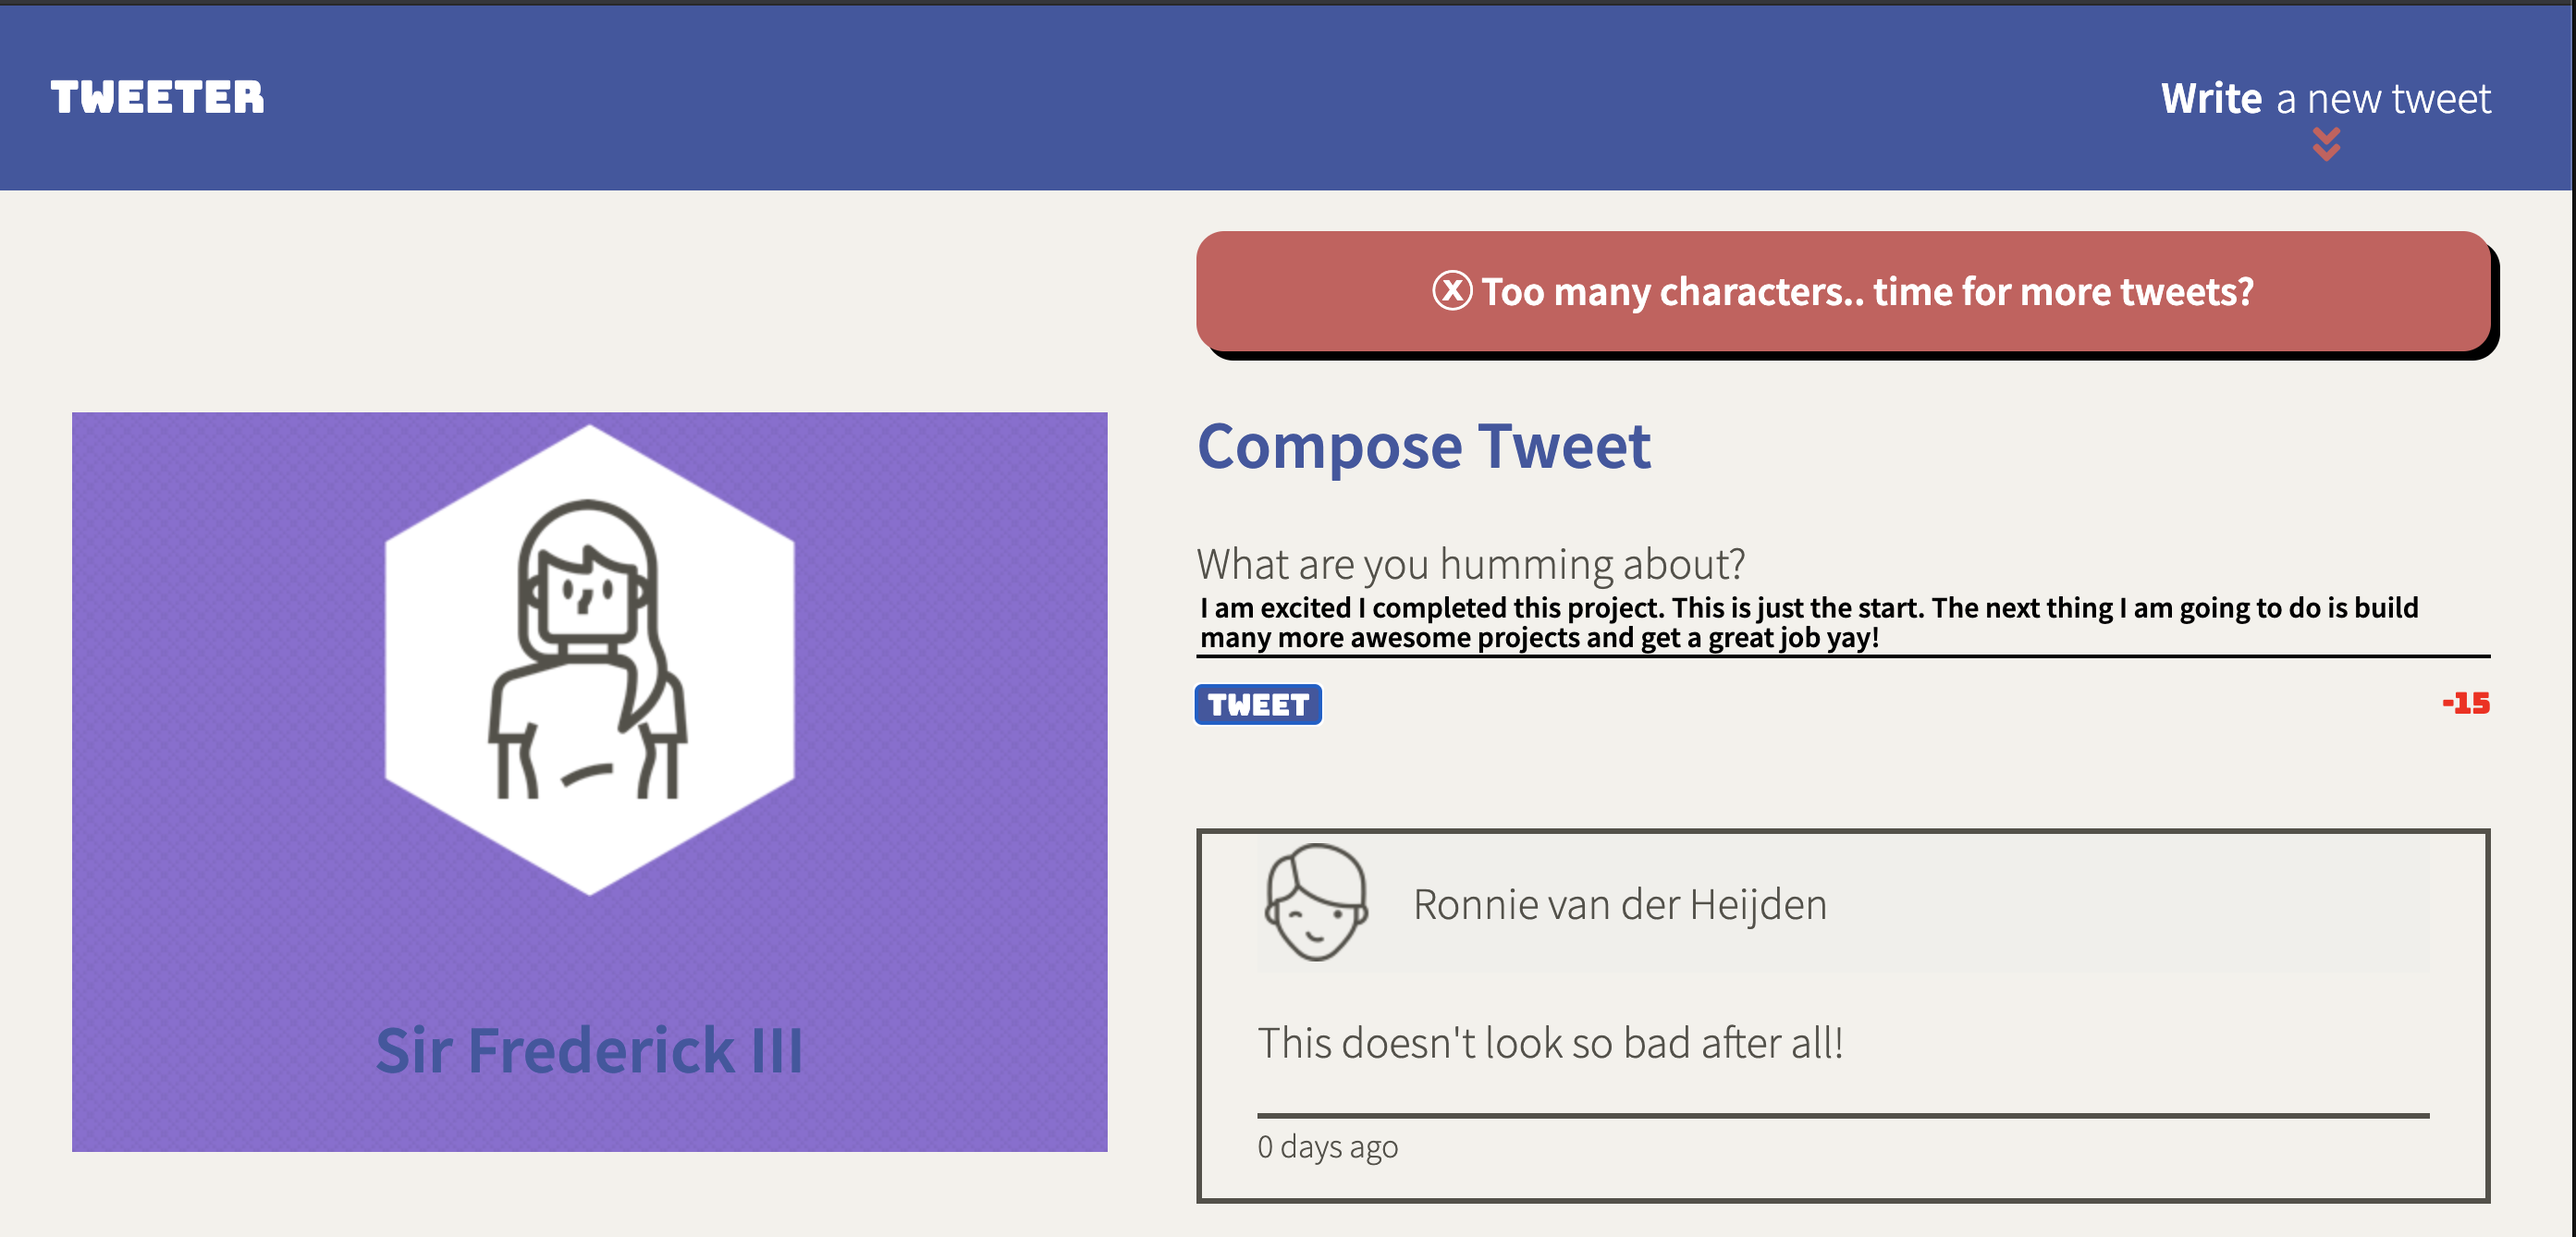 TWEETER
Write a new tweet
ⓧ Too many characters.. time for more tweets?
Sir Frederick III
Compose Tweet
What are you humming about?
I am excited I completed this project. This is just the start. The next thing I am going to do is build
many more awesome projects and get a great job yay!
TWEET
-15
Ronnie van der Heijden
This doesn't look so bad after all!
0 days ago